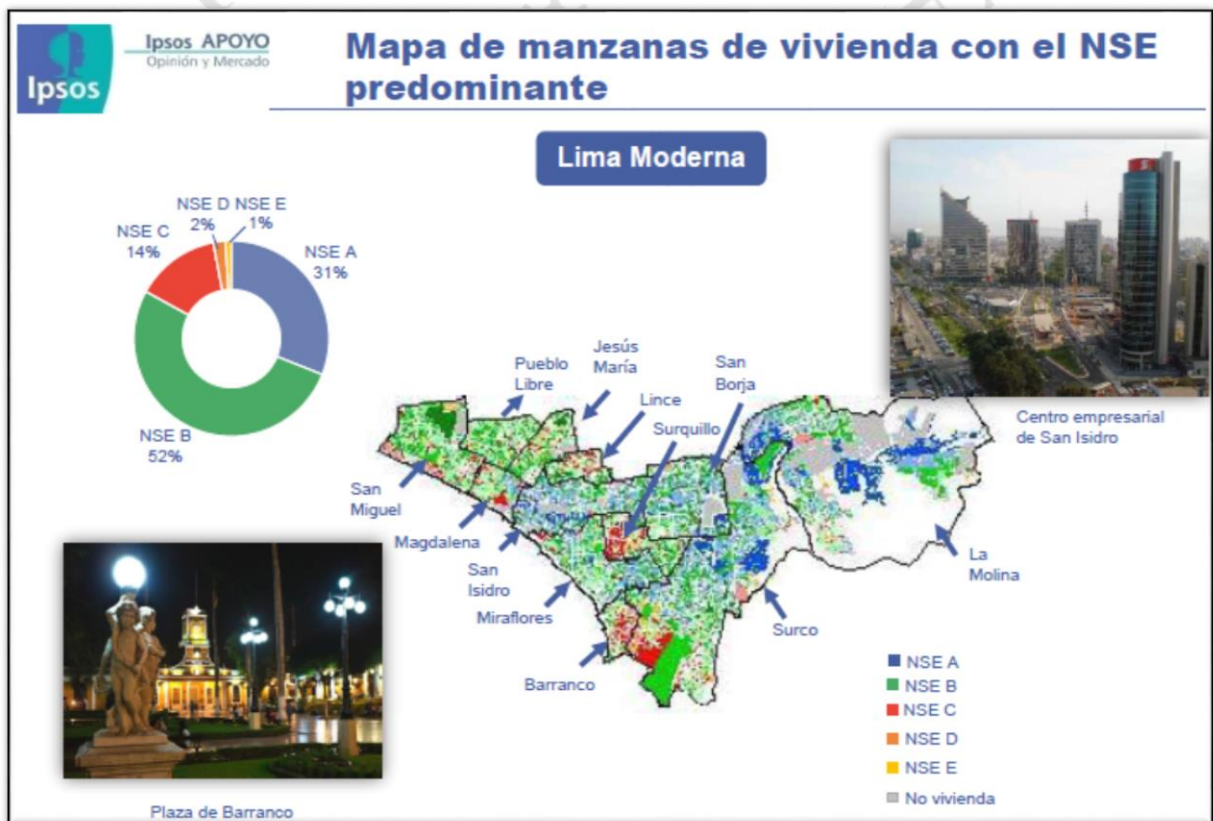 Ipsos
Ipsos APOYO
Opinión y Mercado
Mapa de manzanas de vivienda con el NSE
predominante
Lima Moderna
NSE D
2%
NSE E
1%
NSE C
14%
NSE A
31%
NSE B
52%
Pueblo
Libre
Jesús
María
Lince
Surquillo
San
Borja
Centro empresarial
de San Isidro
San
Miguel
Magdalena
San
Isidro
Miraflores
Barranco
Surco
La
Molina
NSE A
NSE B
NSE C
NSE D
NSE E
No vivienda
Plaza de Barranco